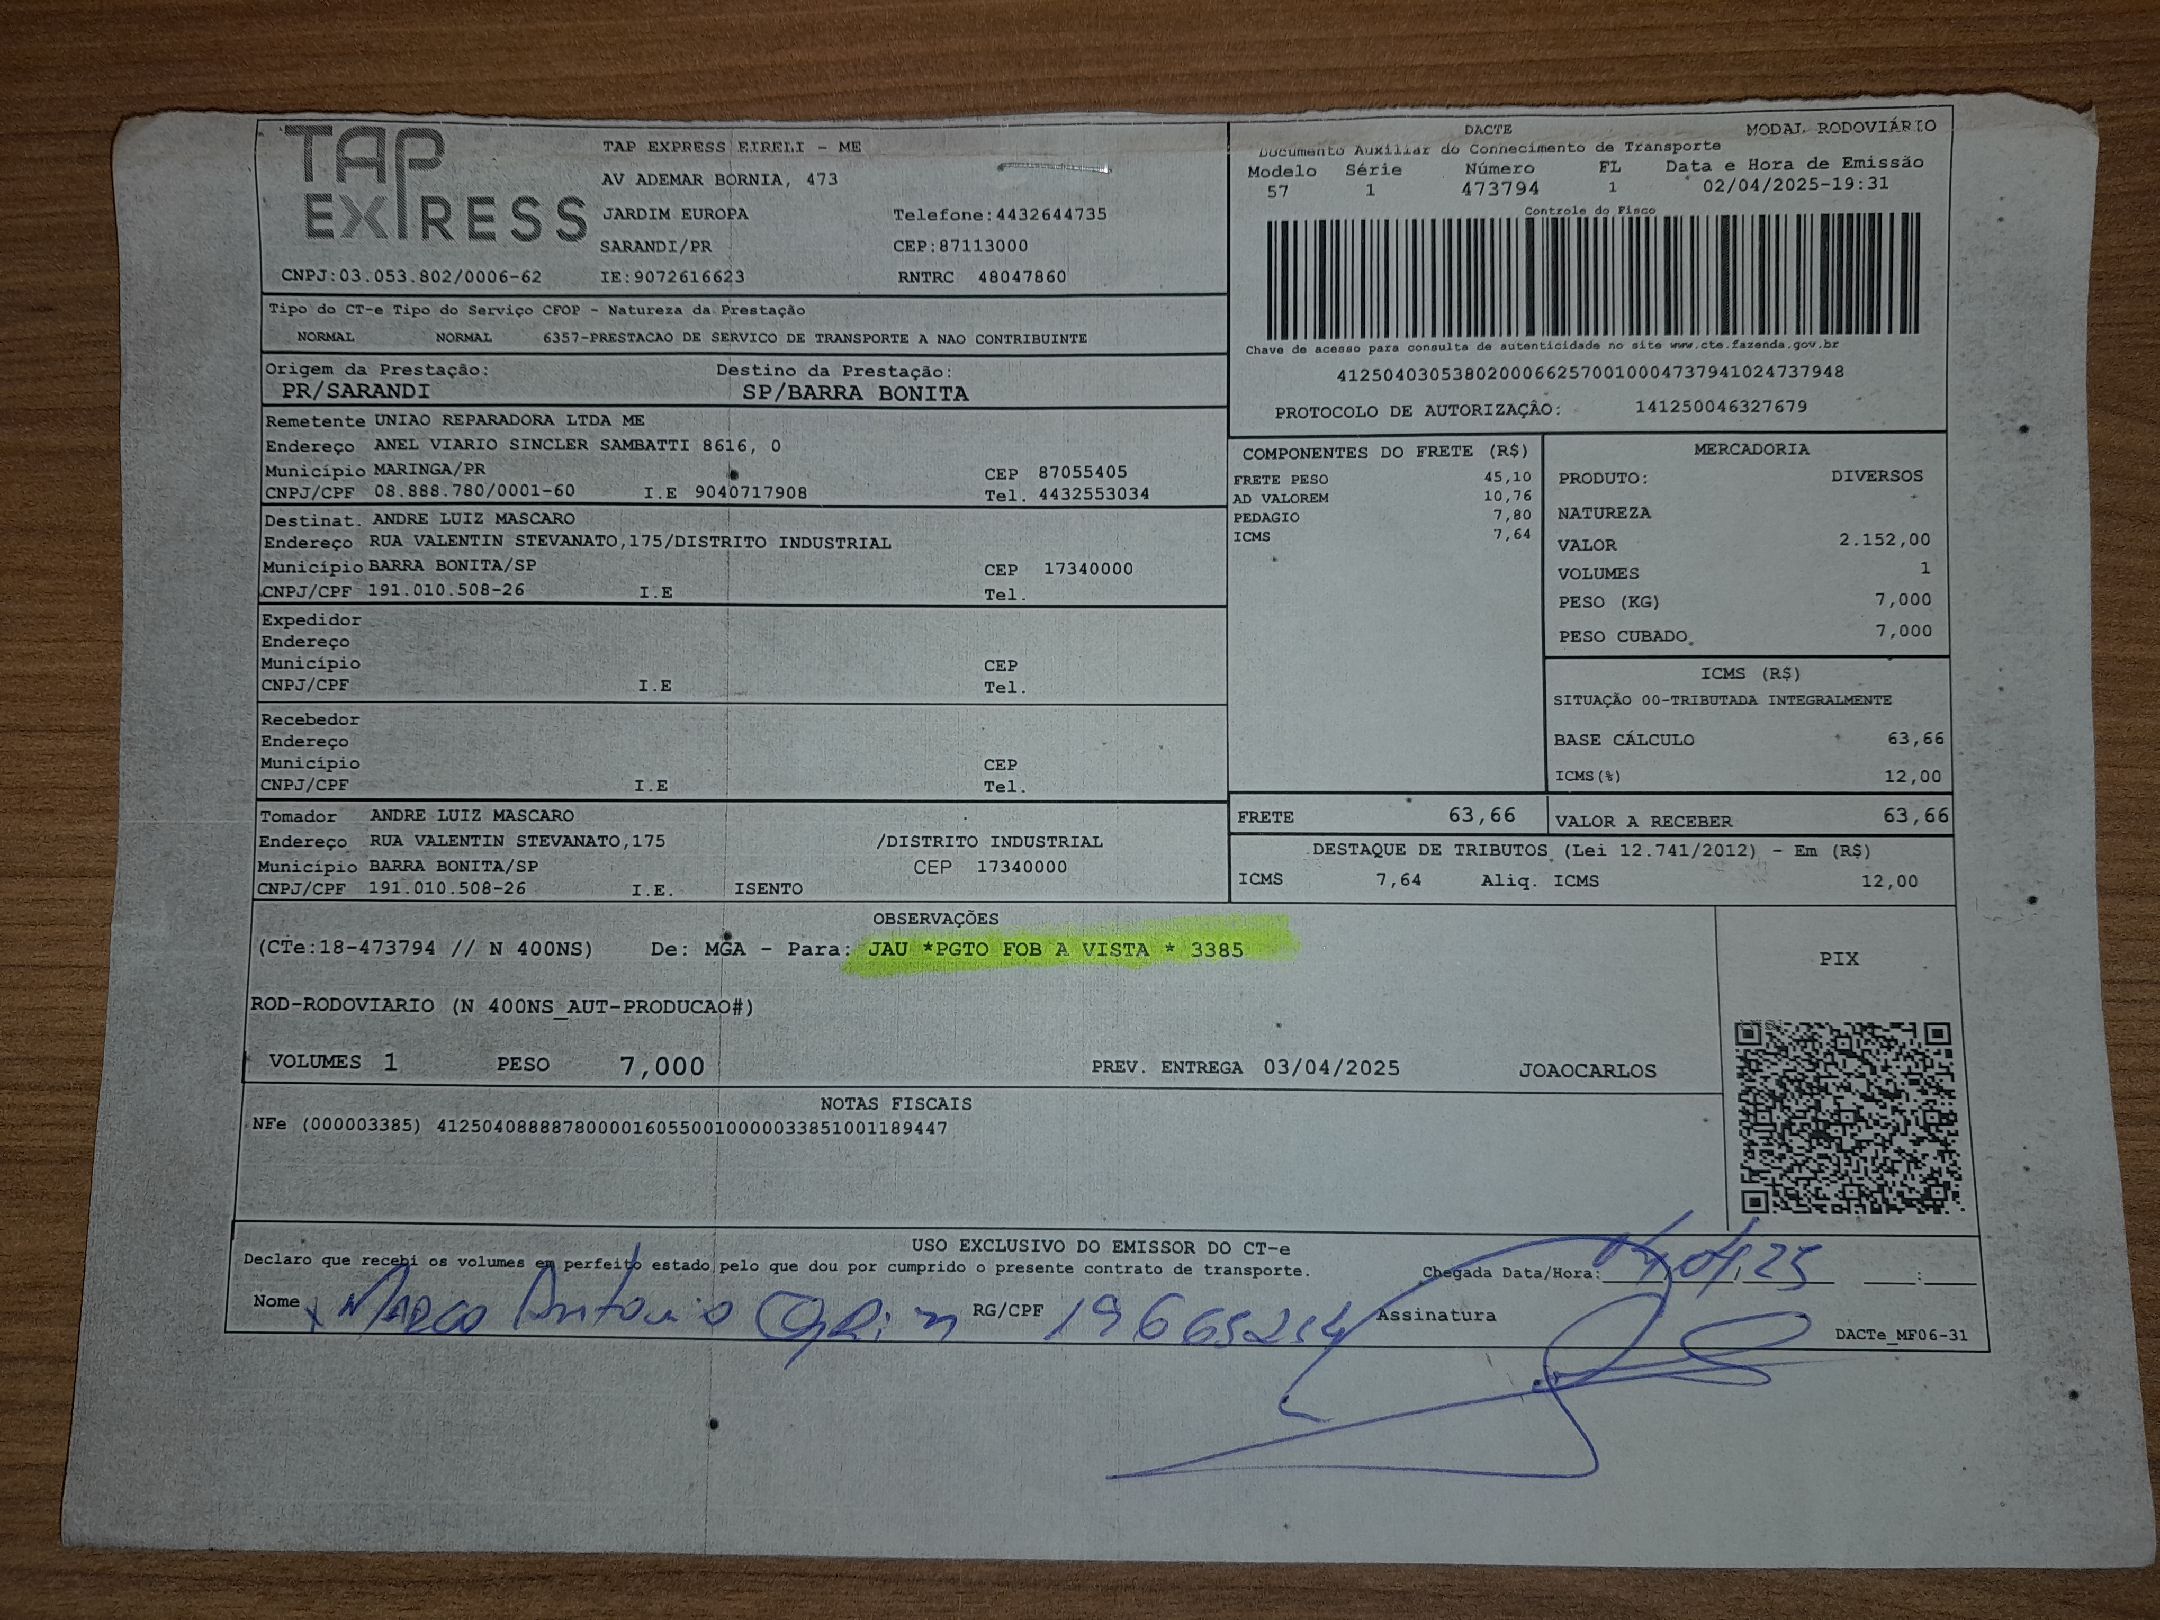 TAP EXPRESS
TAP EXPRESS EIRELI - ME
AV ADEMAR BORNIA, 473
JARDIM EUROPA Telefone:4432644735
SARANDI/PR CEP:87113000
CNPJ:03.053.802/0006-62 IE:9072616623 RNTRC 48047860
DACTE MODAL RODOVIÁRIO
Documento Auxiliar do Conhecimento de Transporte
Modelo Série Número FL Data e Hora de Emissão
57 1 473794 1 02/04/2025-19:31
Controle do Fisco
Chave de acesso para consulta de autenticidade no site www.cte.fazenda.gov.br
41250403053802000662570010004737941024737948
PROTOCOLO DE AUTORIZAÇÃO: 141250046327679
Tipo do CT-e Tipo do Serviço CFOP - Natureza da Prestação
NORMAL NORMAL 6357-PRESTACAO DE SERVICO DE TRANSPORTE A NAO CONTRIBUINTE
Origem da Prestação: Destino da Prestação:
PR/SARANDI SP/BARRA BONITA
Remetente UNIAO REPARADORA LTDA ME
Endereço ANEL VIARIO SINCLER SAMBATTI 8616, 0
Município MARINGA/PR CEP 87055405
CNPJ/CPF 08.888.780/0001-60 I.E 9040717908 Tel. 4432553034
Destinat. ANDRE LUIZ MASCARO
Endereço RUA VALENTIN STEVANATO,175/DISTRITO INDUSTRIAL
Município BARRA BONITA/SP CEP 17340000
CNPJ/CPF 191.010.508-26 I.E Tel.
Expedidor
Endereço
Município CEP
CNPJ/CPF I.E Tel.
Recebedor
Endereço
Município CEP
CNPJ/CPF I.E Tel.
Tomador ANDRE LUIZ MASCARO
Endereço RUA VALENTIN STEVANATO,175 /DISTRITO INDUSTRIAL
Município BARRA BONITA/SP CEP 17340000
CNPJ/CPF 191.010.508-26 I.E. ISENTO
COMPONENTES DO FRETE (R$)
FRETE PESO 45,10
AD VALOREM 10,76
PEDAGIO 7,80
ICMS 7,64
MERCADORIA
PRODUTO: DIVERSOS
NATUREZA
VALOR 2.152,00
VOLUMES 1
PESO (KG) 7,000
PESO CUBADO 7,000
ICMS (R$)
SITUAÇÃO 00-TRIBUTADA INTEGRALMENTE
BASE CÁLCULO 63,66
ICMS(%) 12,00
FRETE 63,66 VALOR A RECEBER 63,66
DESTAQUE DE TRIBUTOS (Lei 12.741/2012) - Em (R$)
ICMS 7,64 Aliq. ICMS 12,00
OBSERVAÇÕES
(CTe:18-473794 // N 400NS) De: MGA - Para: JAU *PGTO FOB A VISTA * 3385
ROD-RODOVIARIO (N 400NS_AUT-PRODUCAO#)
VOLUMES 1 PESO 7,000 PREV. ENTREGA 03/04/2025 JOAOCARLOS
PIX
NOTAS FISCAIS
NFe (000003385) 41250408888780000160550010000033851001189447
USO EXCLUSIVO DO EMISSOR DO CT-e
Declaro que recebi os volumes em perfeito estado pelo que dou por cumprido o presente contrato de transporte.
Chegada Data/Hora: ____ ___:___
Nome x Marco Antonio RG/CPF Assinatura
DACTe_MF06-31